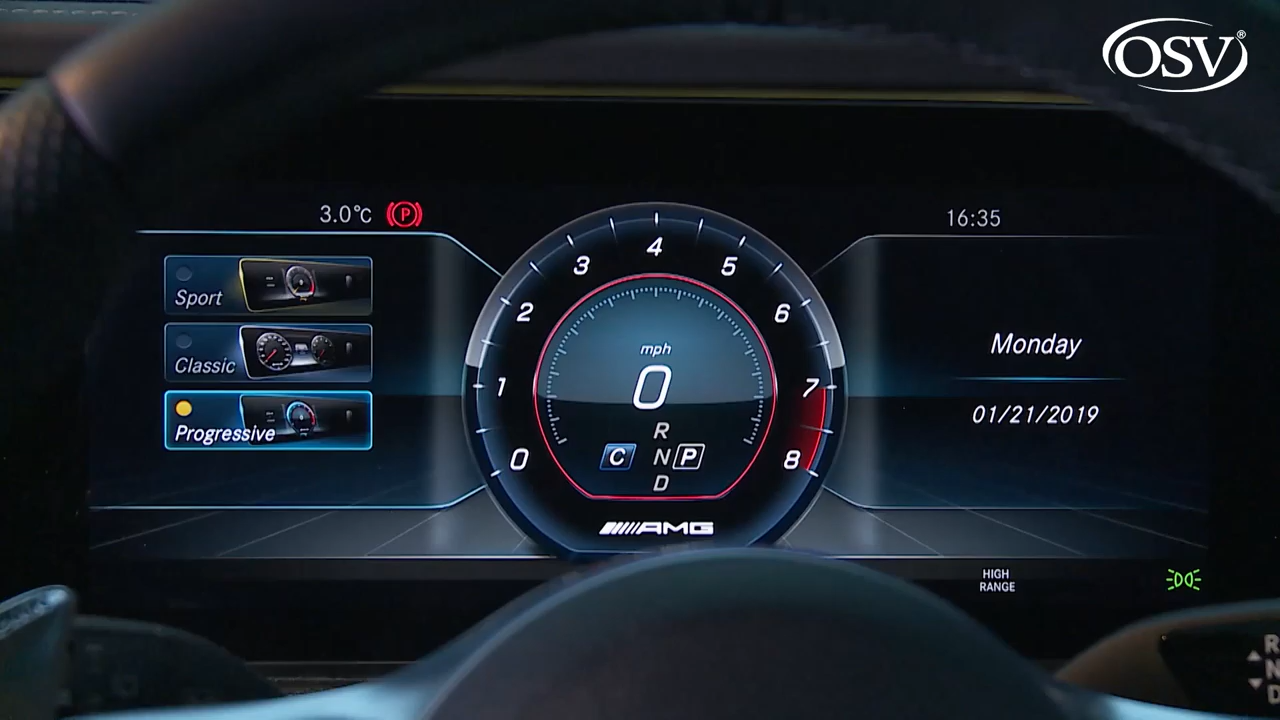 OSV®
3.0°C
P
16:35
Sport
Classic
Progressive
0
1
2
3
4
5
6
7
8
mph
0
R
C
N
P
D
AMG
Monday
01/21/2019
HIGH
RANGE
R
N
D